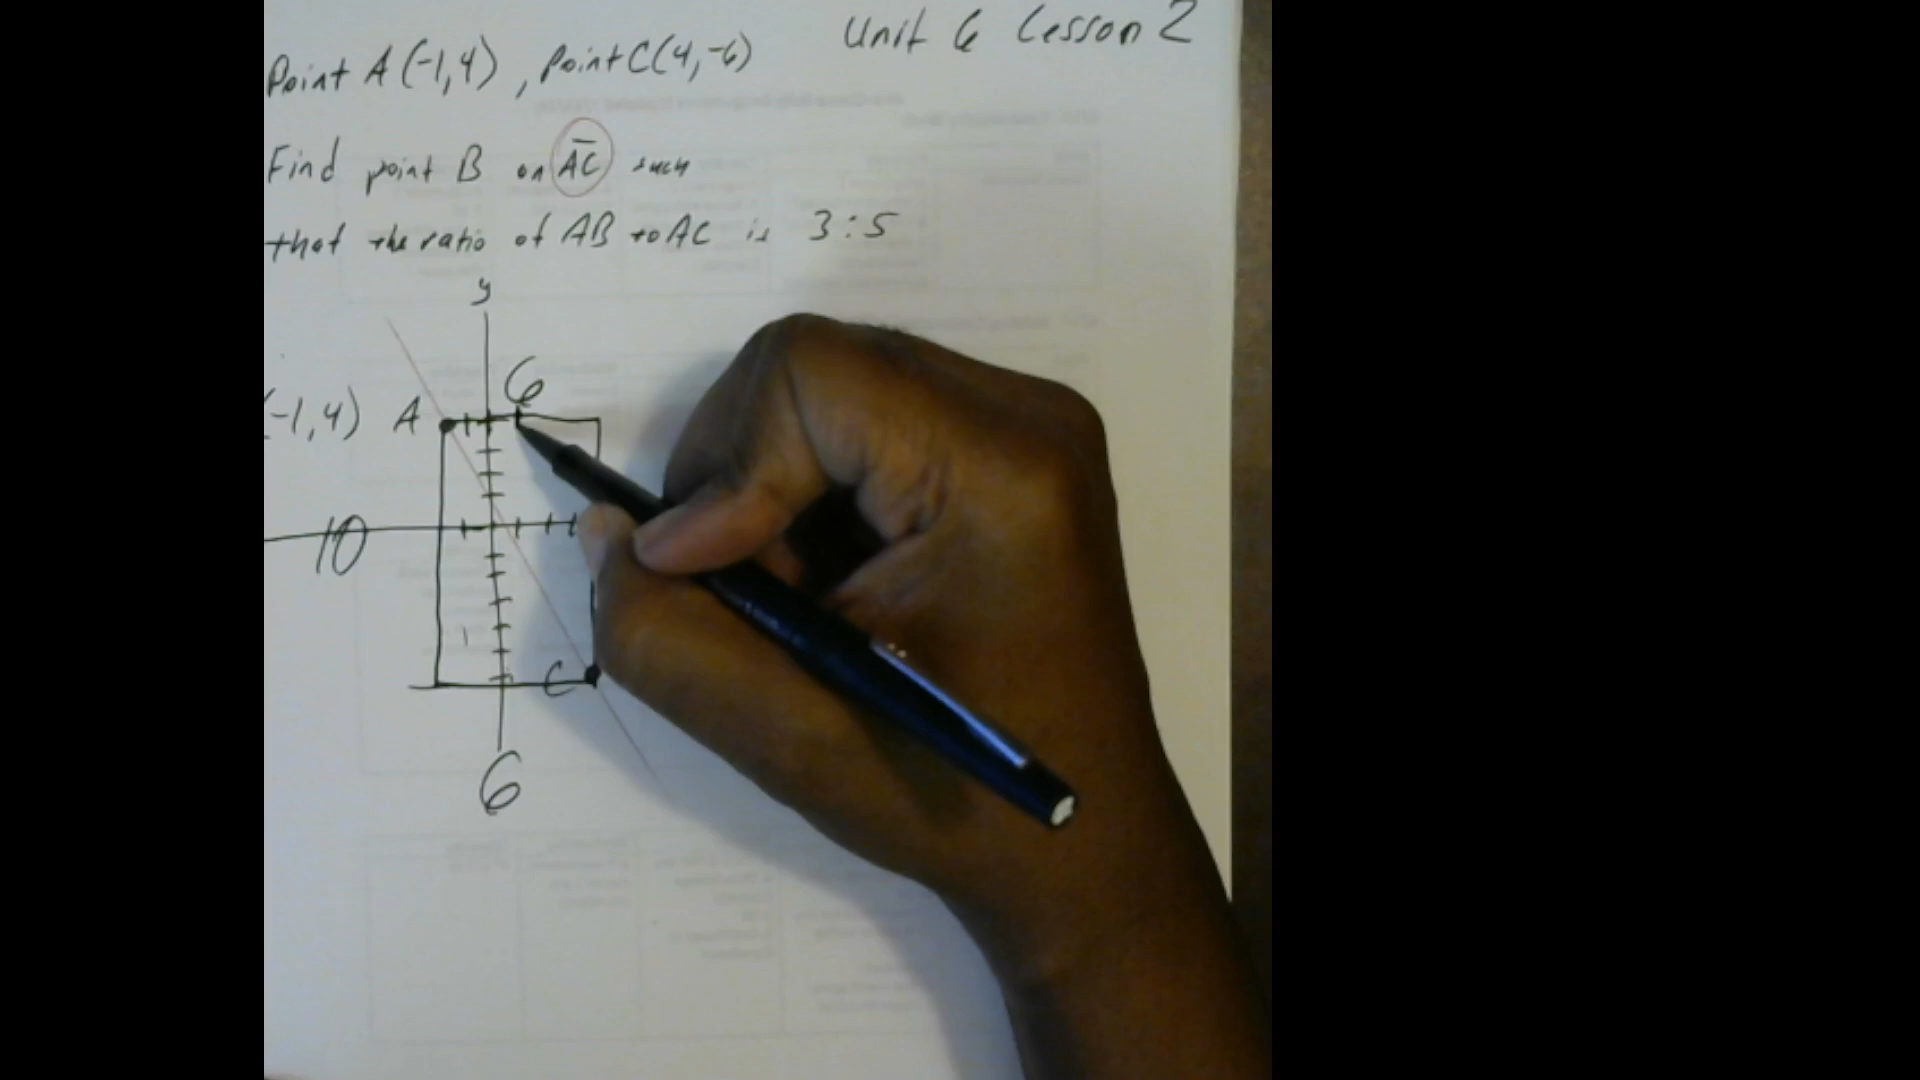 Unit 6 Lesson 2
Point A (-1,4), Point C(4,-6)
Find point B on AC such
that the ratio of AB to AC is 3:5
y
6
(-1,4) A
10
C
6